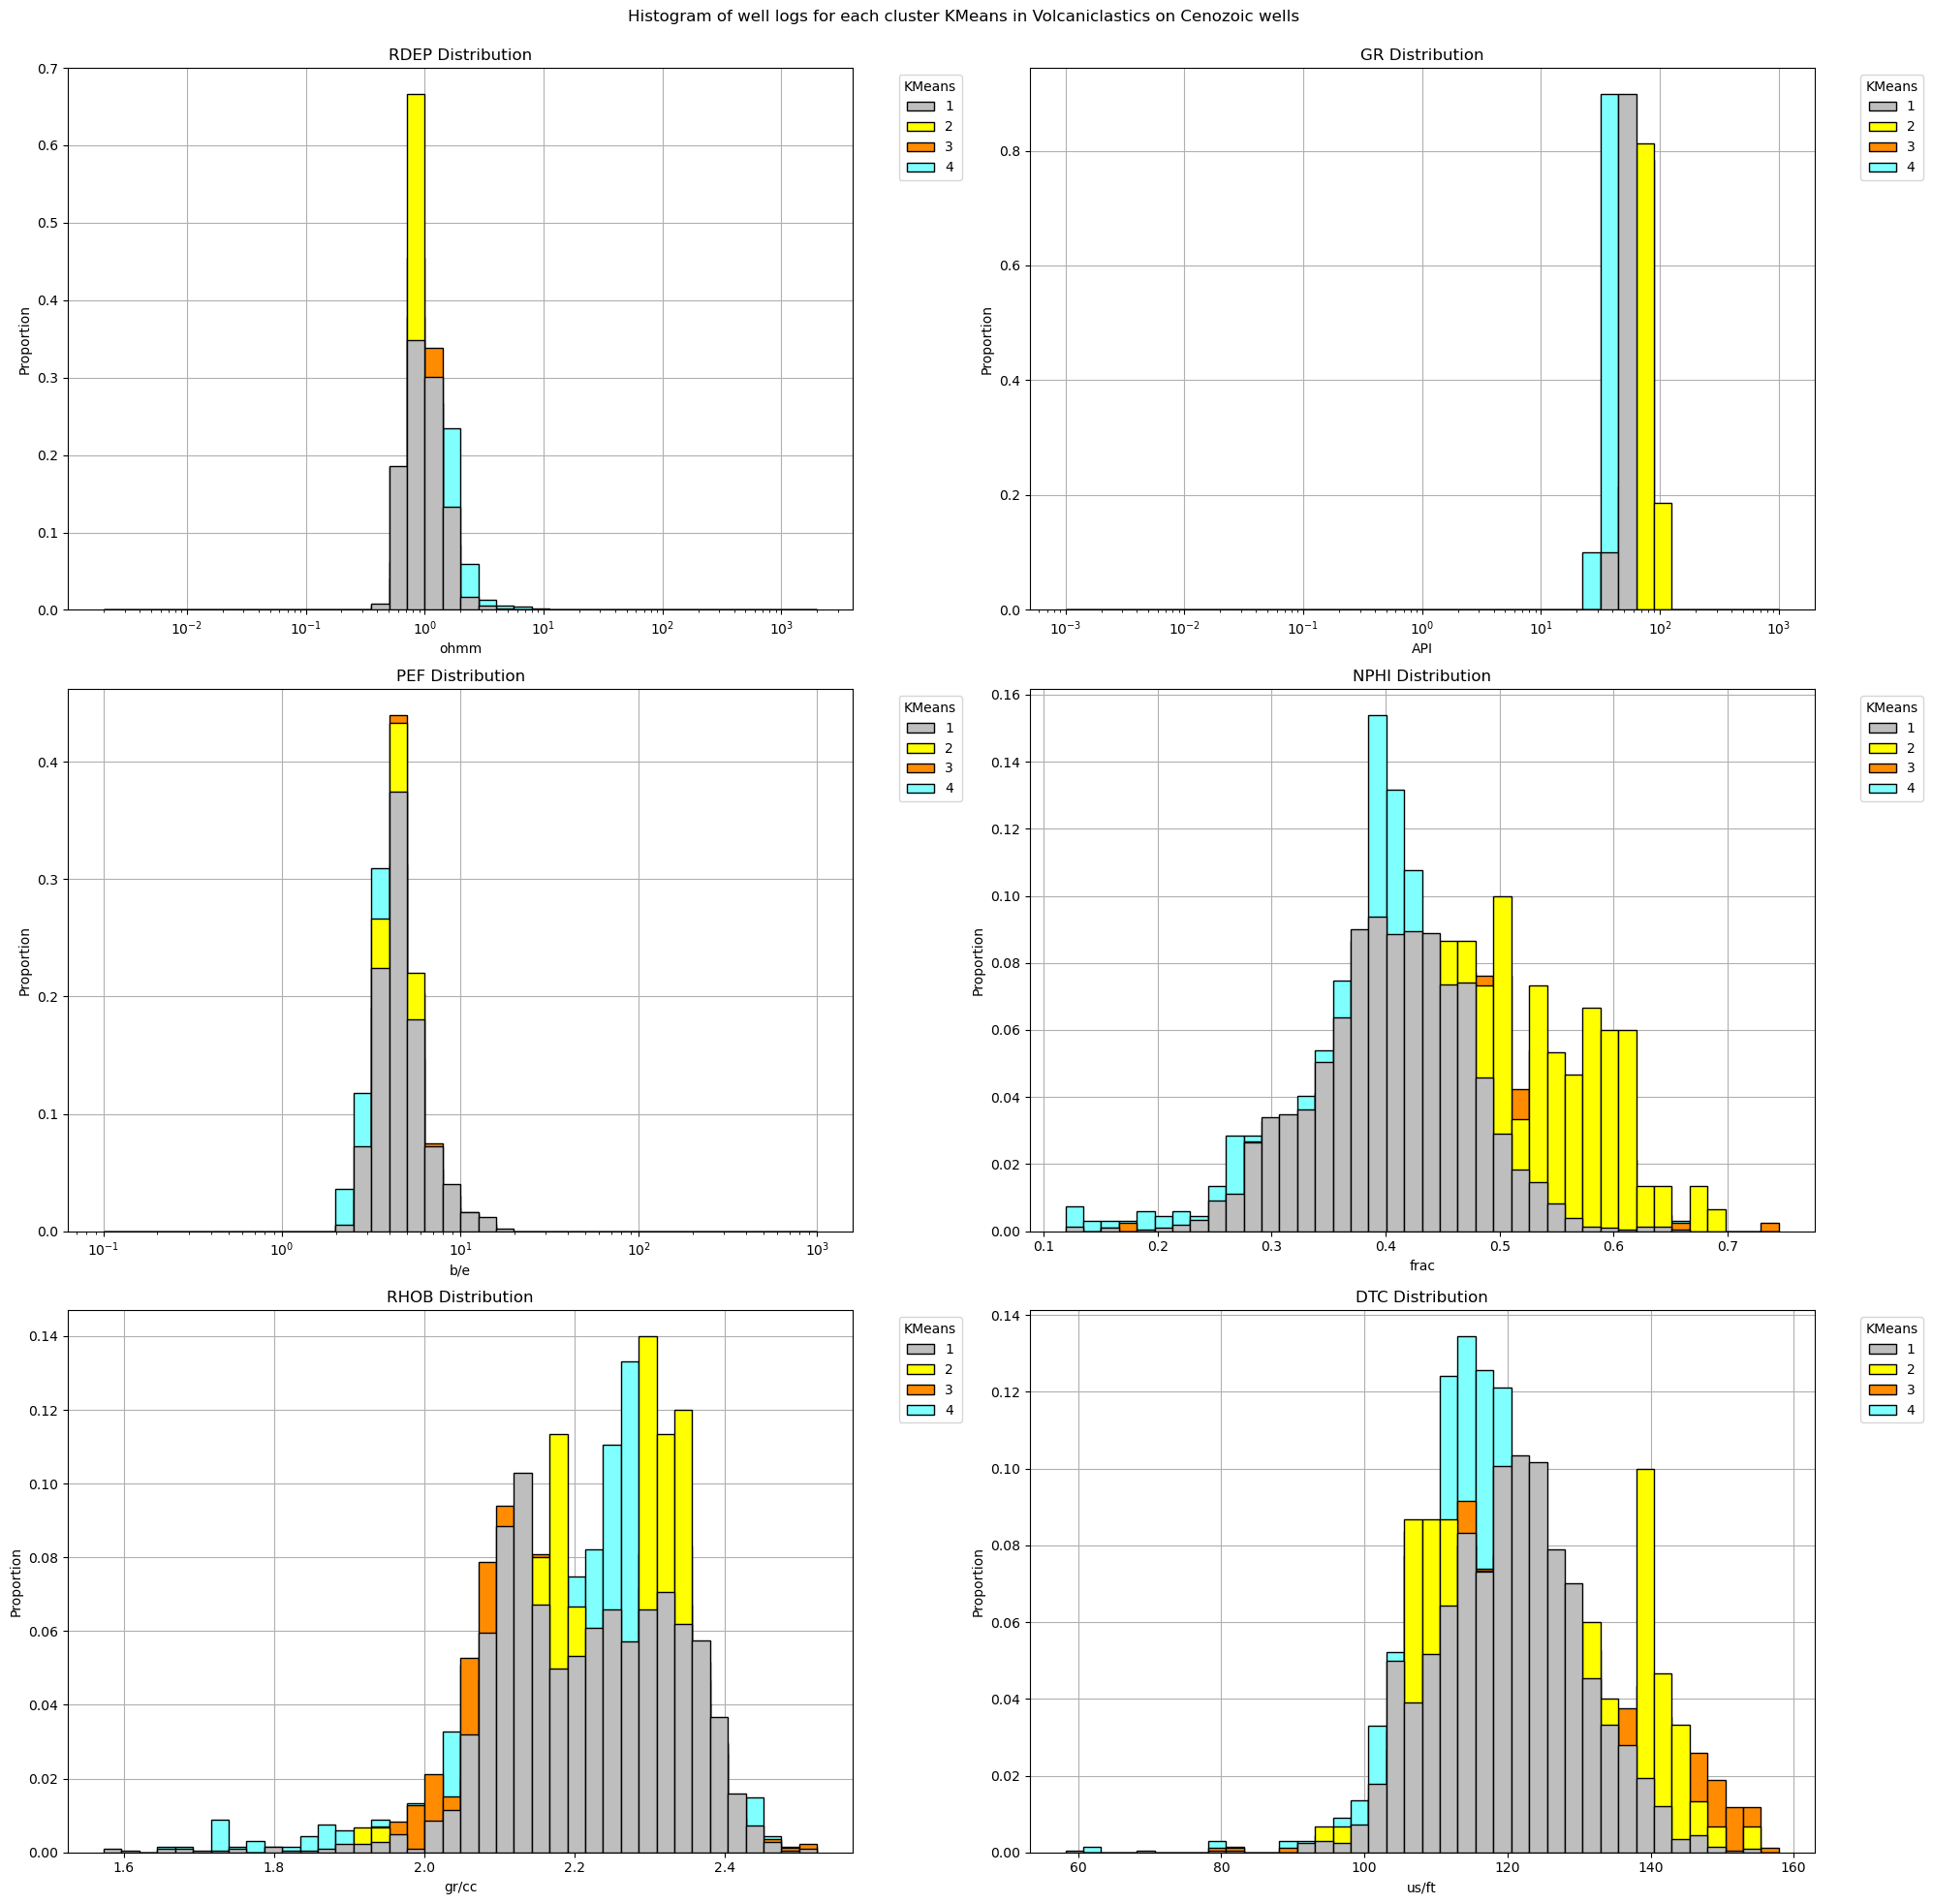 Histogram of well logs for each cluster KMeans in Volcaniclastics on Cenozoic wells
RDEP Distribution
Proportion
0.7
0.6
0.5
0.4
0.3
0.2
0.1
0.0
10⁻² 10⁻¹ 10⁰ 10¹ 10² 10³
ohmm
KMeans
1
2
3
4
GR Distribution
Proportion
0.8
0.6
0.4
0.2
0.0
10⁻³ 10⁻² 10⁻¹ 10⁰ 10¹ 10² 10³
API
KMeans
1
2
3
4
PEF Distribution
Proportion
0.4
0.3
0.2
0.1
0.0
10⁻¹ 10⁰ 10¹ 10² 10³
b/e
KMeans
1
2
3
4
NPHI Distribution
Proportion
0.16
0.14
0.12
0.10
0.08
0.06
0.04
0.02
0.00
0.1 0.2 0.3 0.4 0.5 0.6 0.7
frac
KMeans
1
2
3
4
RHOB Distribution
Proportion
0.14
0.12
0.10
0.08
0.06
0.04
0.02
0.00
1.6 1.8 2.0 2.2 2.4
gr/cc
KMeans
1
2
3
4
DTC Distribution
Proportion
0.14
0.12
0.10
0.08
0.06
0.04
0.02
0.00
60 80 100 120 140 160
us/ft
KMeans
1
2
3
4